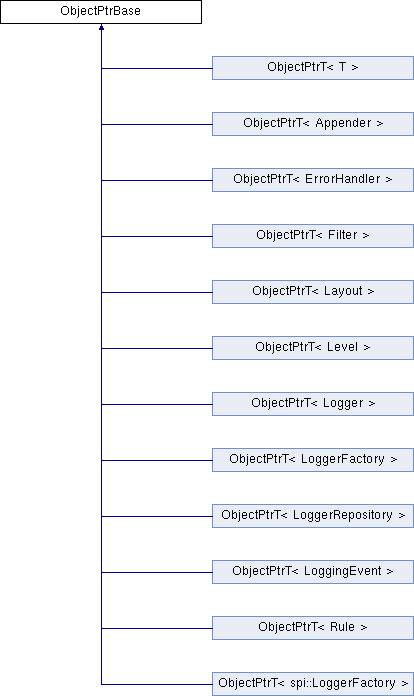 ObjectPtrBase
ObjectPtrT< T >
ObjectPtrT< Appender >
ObjectPtrT< ErrorHandler >
ObjectPtrT< Filter >
ObjectPtrT< Layout >
ObjectPtrT< Level >
ObjectPtrT< Logger >
ObjectPtrT< LoggerFactory >
ObjectPtrT< LoggerRepository >
ObjectPtrT< LoggingEvent >
ObjectPtrT< Rule >
ObjectPtrT< spi::LoggerFactory >